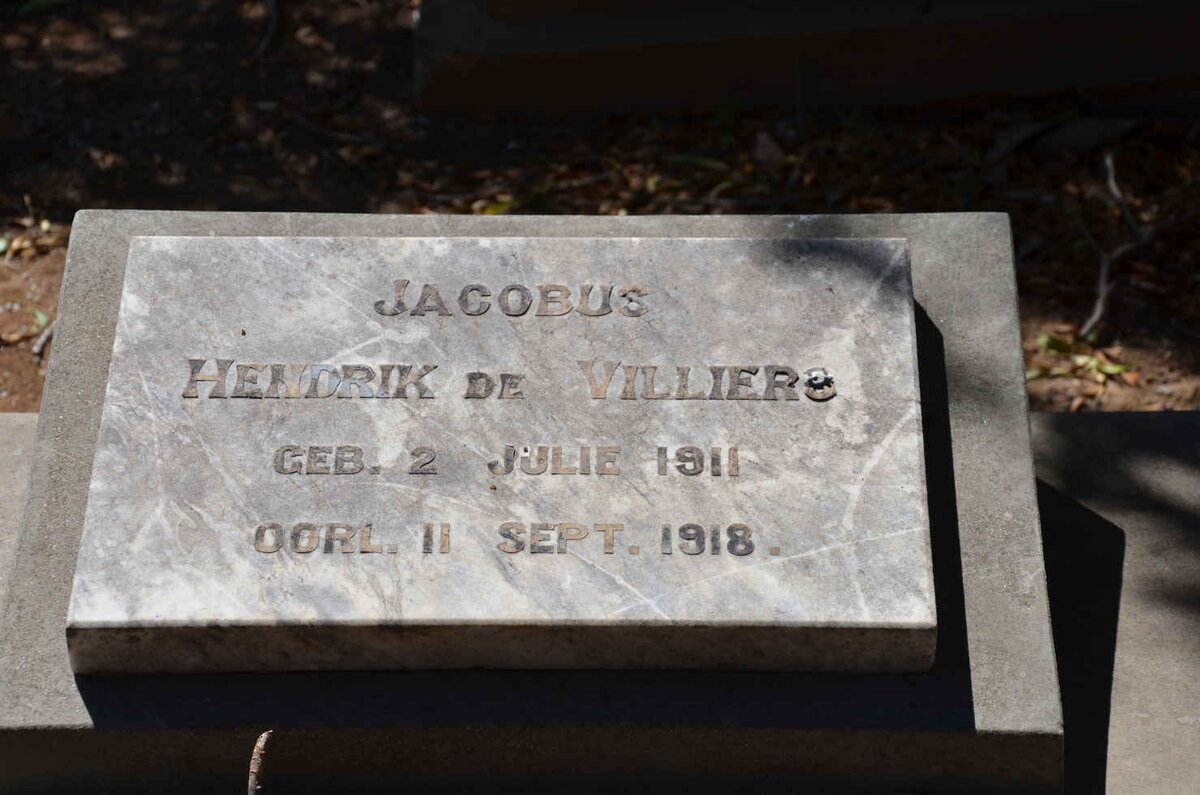 JACOBUS
HENDRIK DE VILLIERS
GEB. 2 JULIE 1911
OORL. 11 SEPT. 1918.